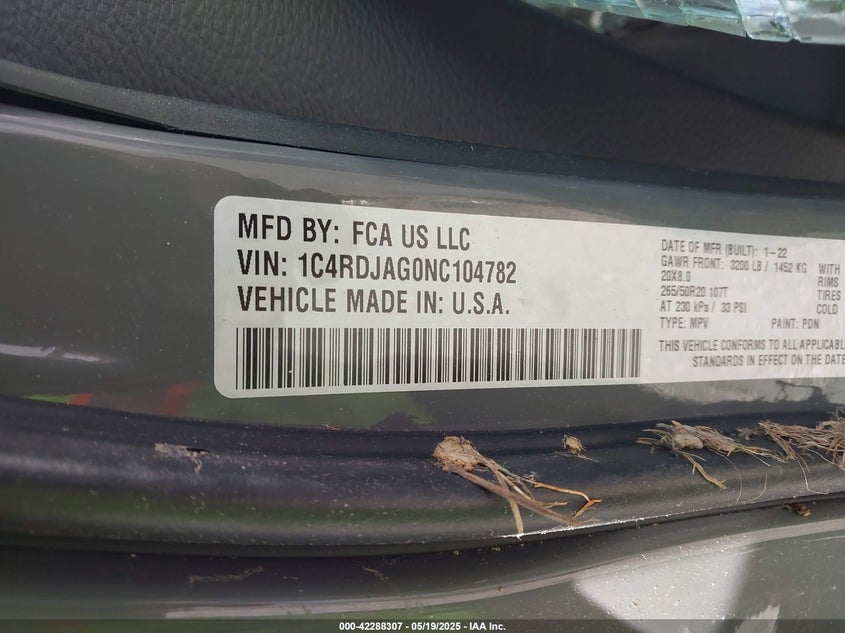 MFD BY: FCA US LLC
VIN: 1C4RDJAG0NC104782
VEHICLE MADE IN: U.S.A.
DATE OF MFR (BUILT): 1-22
GAWR FRONT: 3200 LB / 1452 KG WITH
20X8.0 RIMS
265/50R20 107T TIRES
AT 230 kPa / 33 PSI COLD
TYPE: MPV PAINT: PDN
THIS VEHICLE CONFORMS TO ALL APPLICABL
STANDARDS IN EFFECT ON THE DATE
000-42288307 - 05/19/2025 - IAA Inc.